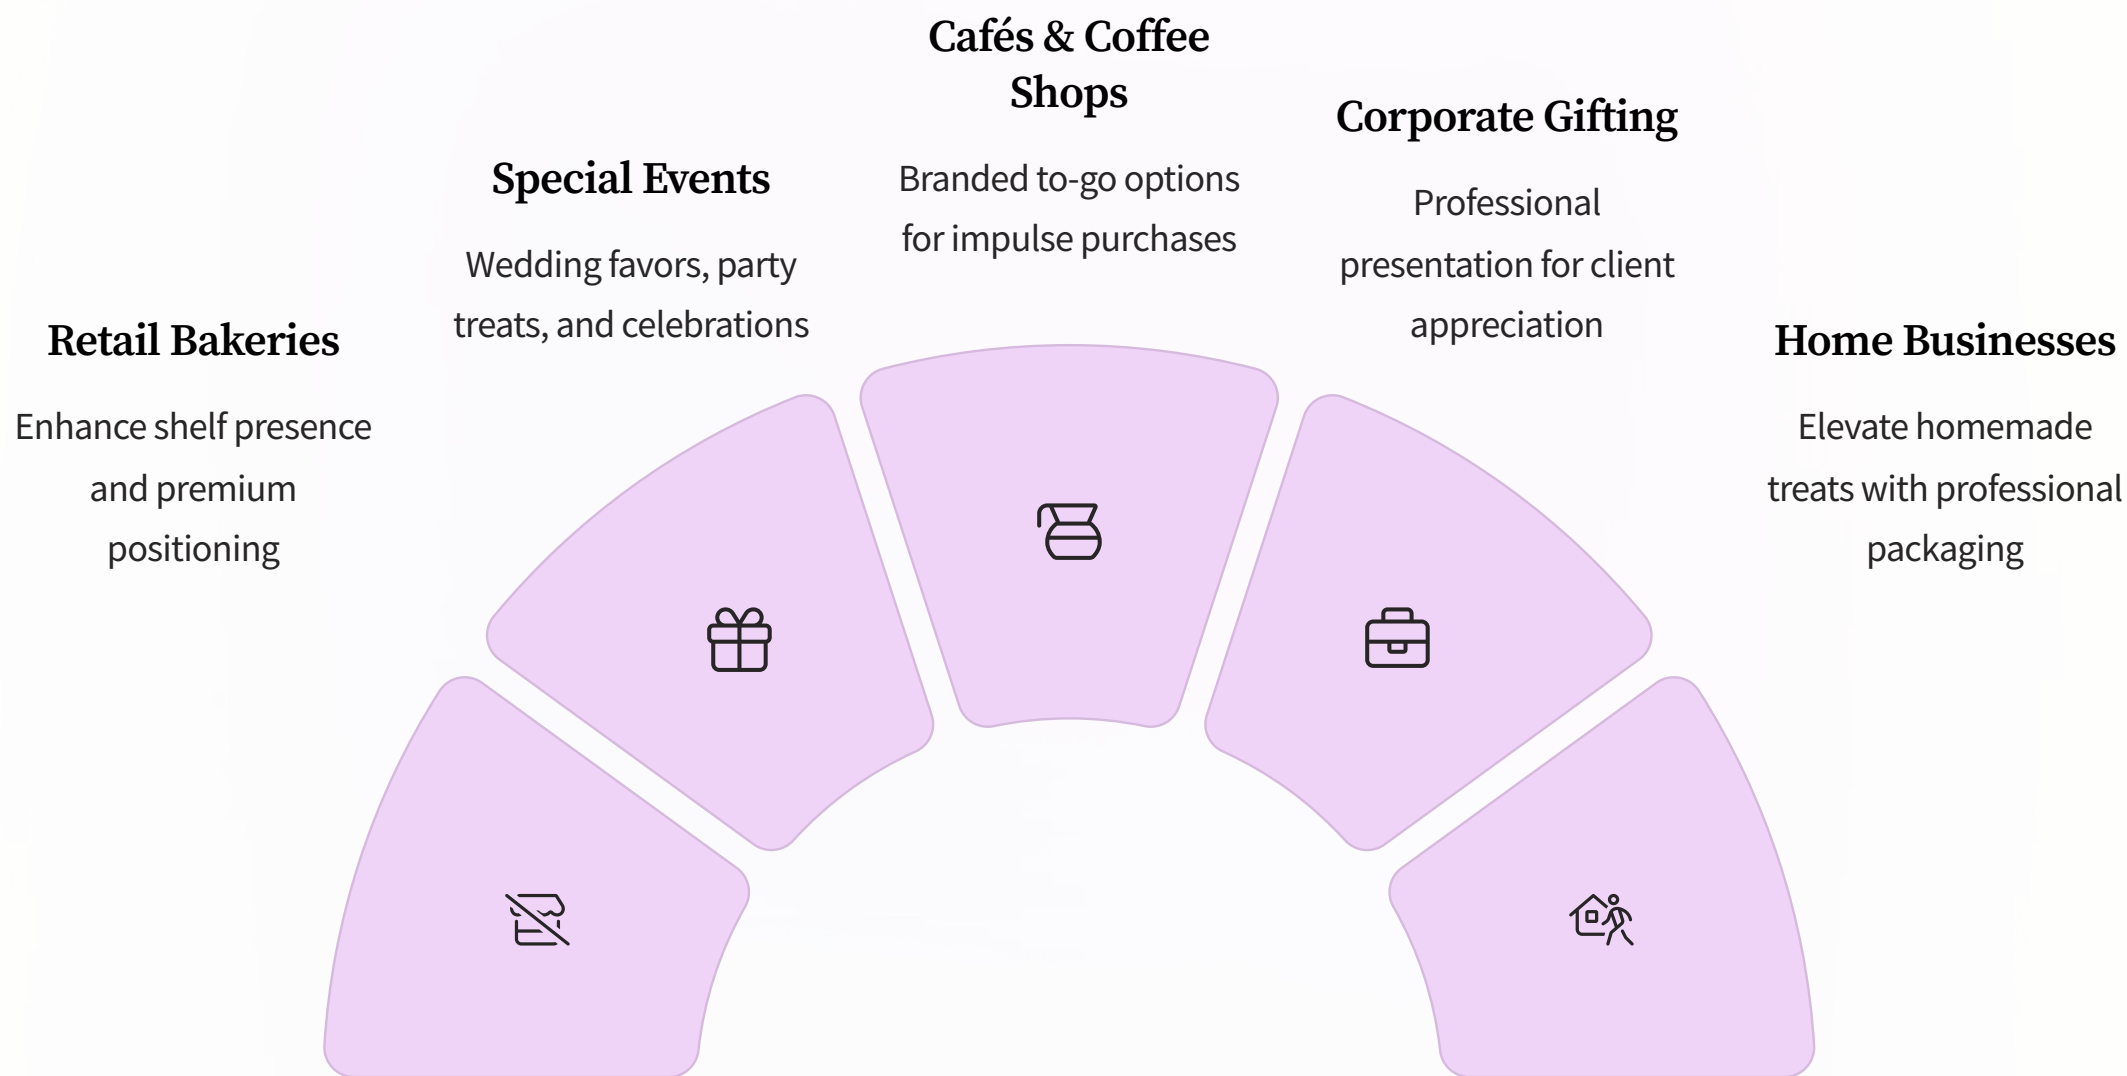 Cafés & Coffee
Shops
Branded to-go options
for impulse purchases
Corporate Gifting
Professional
presentation for client
appreciation
Special Events
Wedding favors, party
treats, and celebrations
Retail Bakeries
Enhance shelf presence
and premium
positioning
Home Businesses
Elevate homemade
treats with professional
packaging